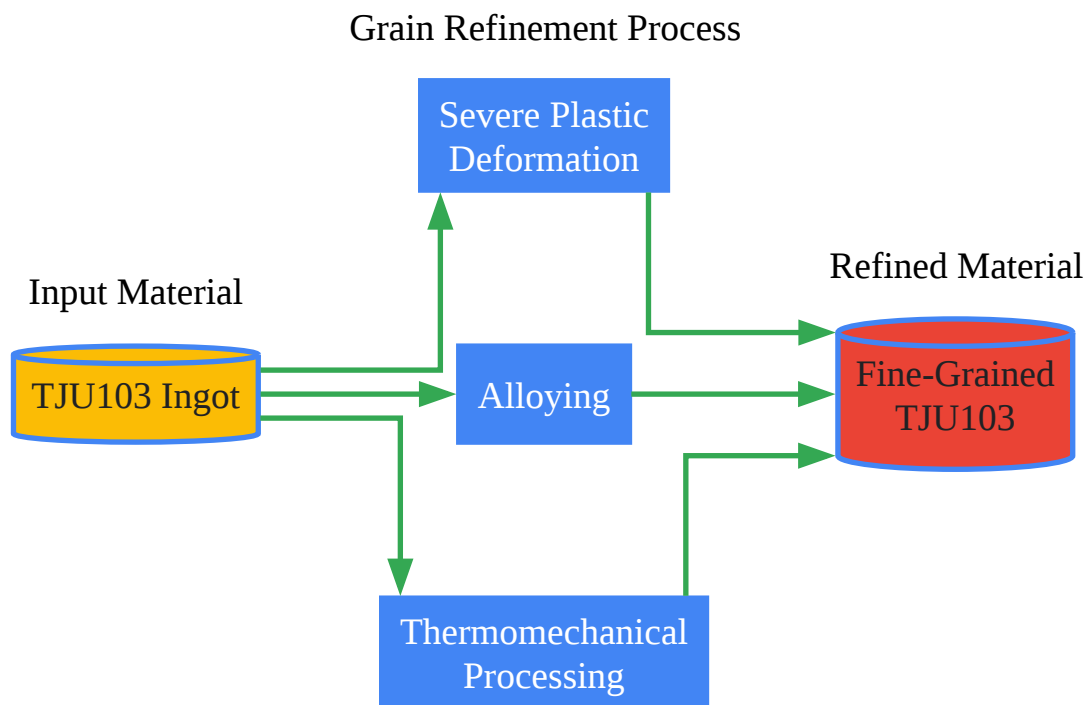 Grain Refinement Process
Severe Plastic
Deformation
Input Material
TJU103 Ingot
Alloying
Refined Material
Fine-Grained
TJU103
Thermomechanical
Processing